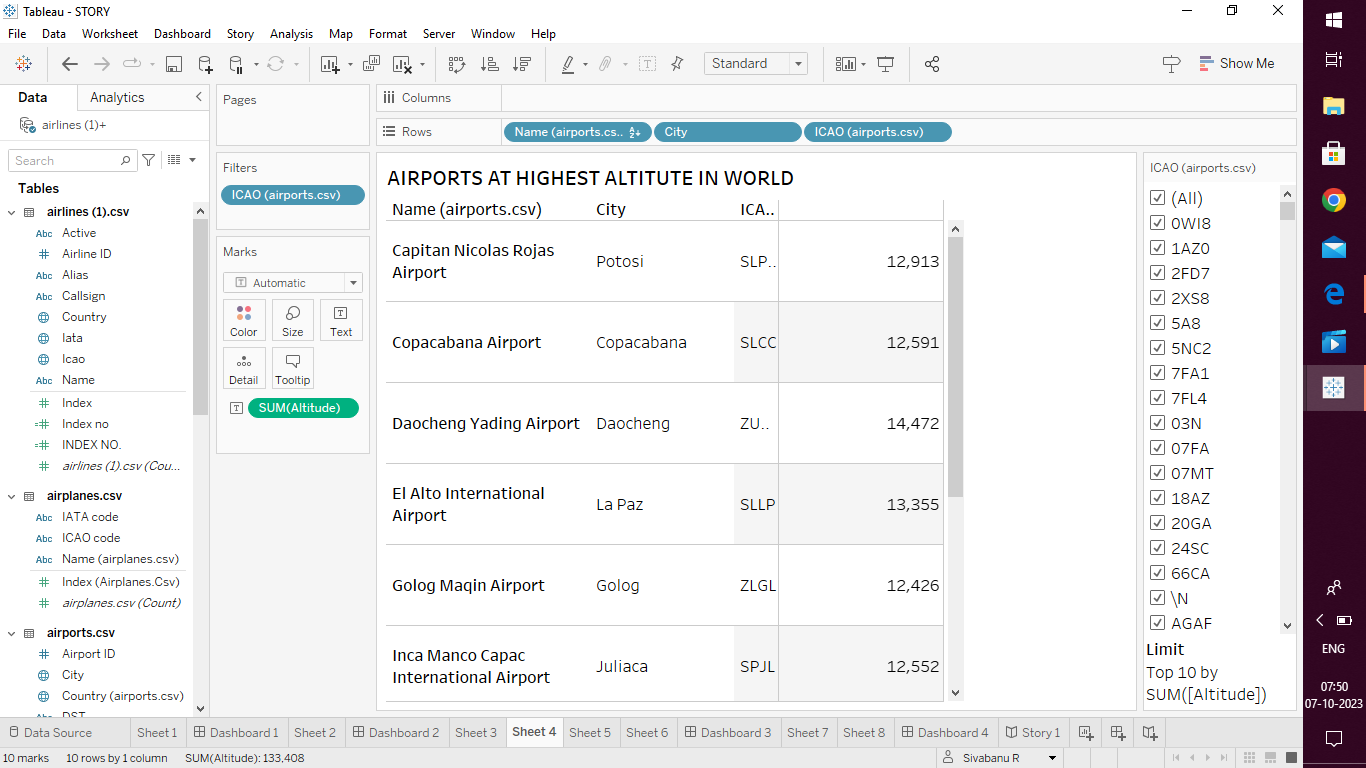 Tableau - STORY
File Data Worksheet Dashboard Story Analysis Map Format Server Window Help
Standard
Show Me
Data Analytics
airlines (1)+
Search
Tables
airlines (1).csv
Abc Active
Airline ID
Abc Alias
Abc Callsign
Country
Iata
Icao
Abc Name
Index
Index no
INDEX NO.
airlines (1).csv (Cou...
airplanes.csv
Abc IATA code
Abc ICAO code
Abc Name (airplanes.csv)
Index (Airplanes.Csv)
airplanes.csv (Count)
airports.csv
Airport ID
City
Country (airports.csv)
Abc DST
Pages
Filters
ICAO (airports.csv)
Marks
Automatic
Color Size Text
Detail Tooltip
SUM(Altitude)
Columns
Rows Name (airports.cs.. City ICAO (airports.csv)
AIRPORTS AT HIGHEST ALTITUTE IN WORLD
Name (airports.csv) City ICA..
Capitan Nicolas Rojas
Airport Potosi SLP.. 12,913
Copacabana Airport Copacabana SLCC 12,591
Daocheng Yading Airport Daocheng ZU.. 14,472
El Alto International
Airport La Paz SLLP 13,355
Golog Maqin Airport Golog ZLGL 12,426
Inca Manco Capac
International Airport Juliaca SPJL 12,552
ICAO (airports.csv)
(All)
0WI8
1AZ0
2FD7
2XS8
5A8
5NC2
7FA1
7FL4
03N
07FA
07MT
18AZ
20GA
24SC
66CA
\N
AGAF
Limit
Top 10 by
SUM([Altitude])
Data Source Sheet 1 Dashboard 1 Sheet 2 Dashboard 2 Sheet 3 Sheet 4 Sheet 5 Sheet 6 Dashboard 3 Sheet 7 Sheet 8 Dashboard 4 Story 1
10 marks 10 rows by 1 column SUM(Altitude): 133,408
Sivabanu R
ENG
07:50
07-10-2023